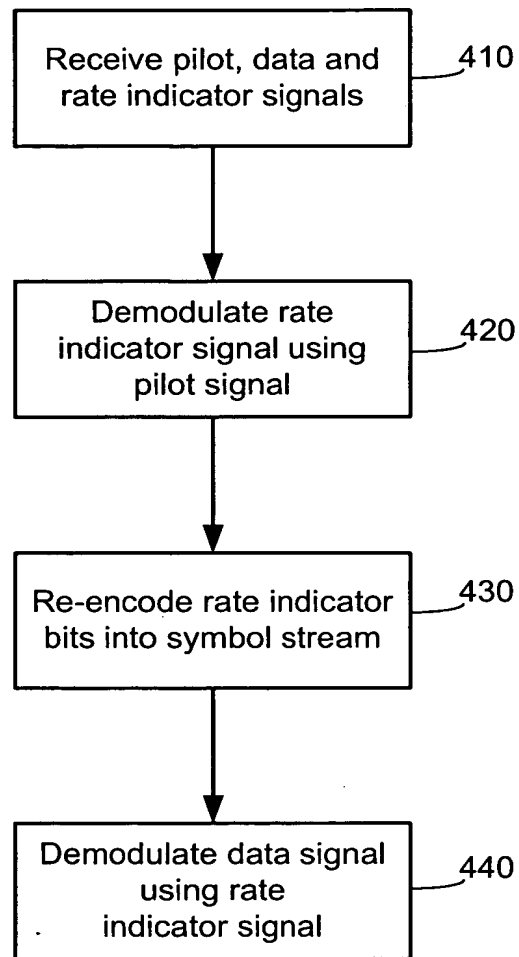 Receive pilot, data and
rate indicator signals
410
Demodulate rate
indicator signal using
pilot signal
420
Re-encode rate indicator
bits into symbol stream
430
Demodulate data signal
using rate
indicator signal
440